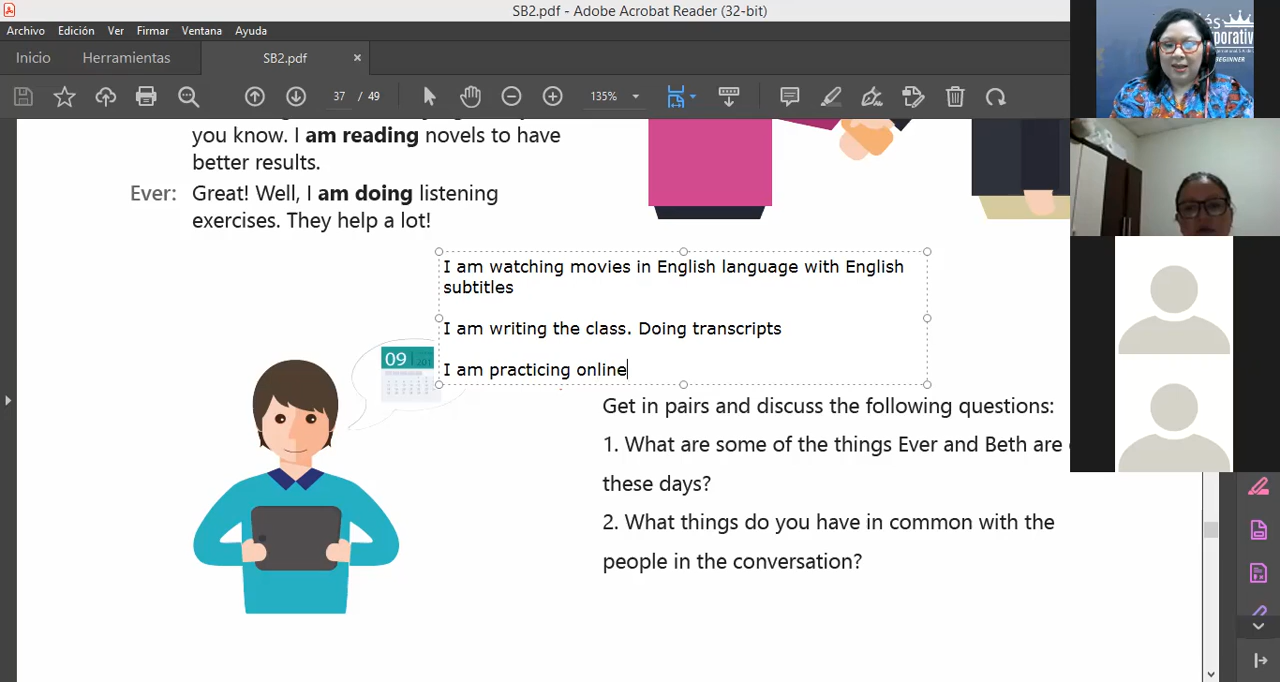 SB2.pdf - Adobe Acrobat Reader (32-bit)
Archivo Edición Ver Firmar Ventana Ayuda
Inicio Herramientas SB2.pdf ×
37 / 49 135%
you know. I am reading novels to have
better results.
Ever: Great! Well, I am doing listening
exercises. They help a lot!
I am watching movies in English language with English
subtitles
I am writing the class. Doing transcripts
I am practicing online
09
Get in pairs and discuss the following questions:
1. What are some of the things Ever and Beth are
these days?
2. What things do you have in common with the
people in the conversation?
BEGINNER